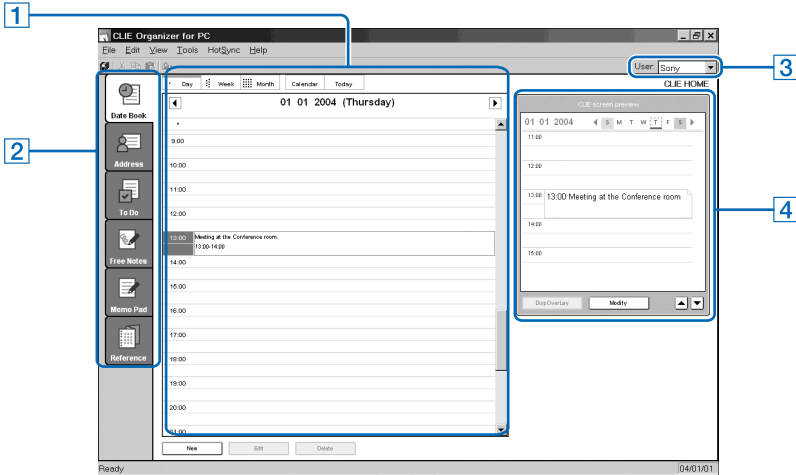 1
CLIE Organizer for PC
File Edit View Tools HotSync Help
User: Sony
3
Day Week Month Calendar Today
CLIE HOME
01 01 2004 (Thursday)
9:00
10:00
11:00
12:00
13:00 Meeting at the Conference room.
13:00-14:00
14:00
15:00
16:00
17:00
18:00
19:00
20:00
21:00
New Edit Delete
2
Date Book
Address
To Do
Free Notes
Memo Pad
Reference
CLIE screen preview
01 01 2004 S M T W T F S
11:00
12:00
13:00 13:00 Meeting at the Conference room
14:00
15:00
DispOverLay Modify
4
Ready
04/01/01